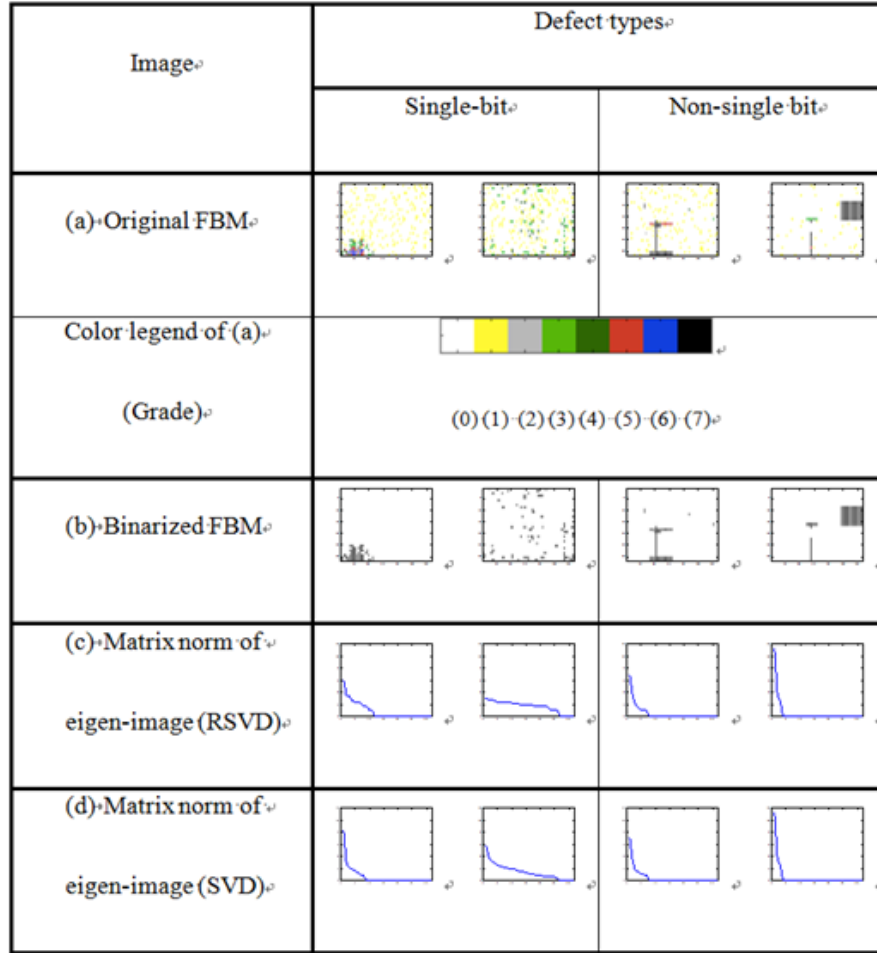 Image
Defect types
Single-bit
Non-single bit
(a) Original FBM
Color legend of (a)
(Grade)
(0) (1) (2) (3) (4) (5) (6) (7)
(b) Binarized FBM
(c) Matrix norm of
eigen-image (RSVD)
(d) Matrix norm of
eigen-image (SVD)